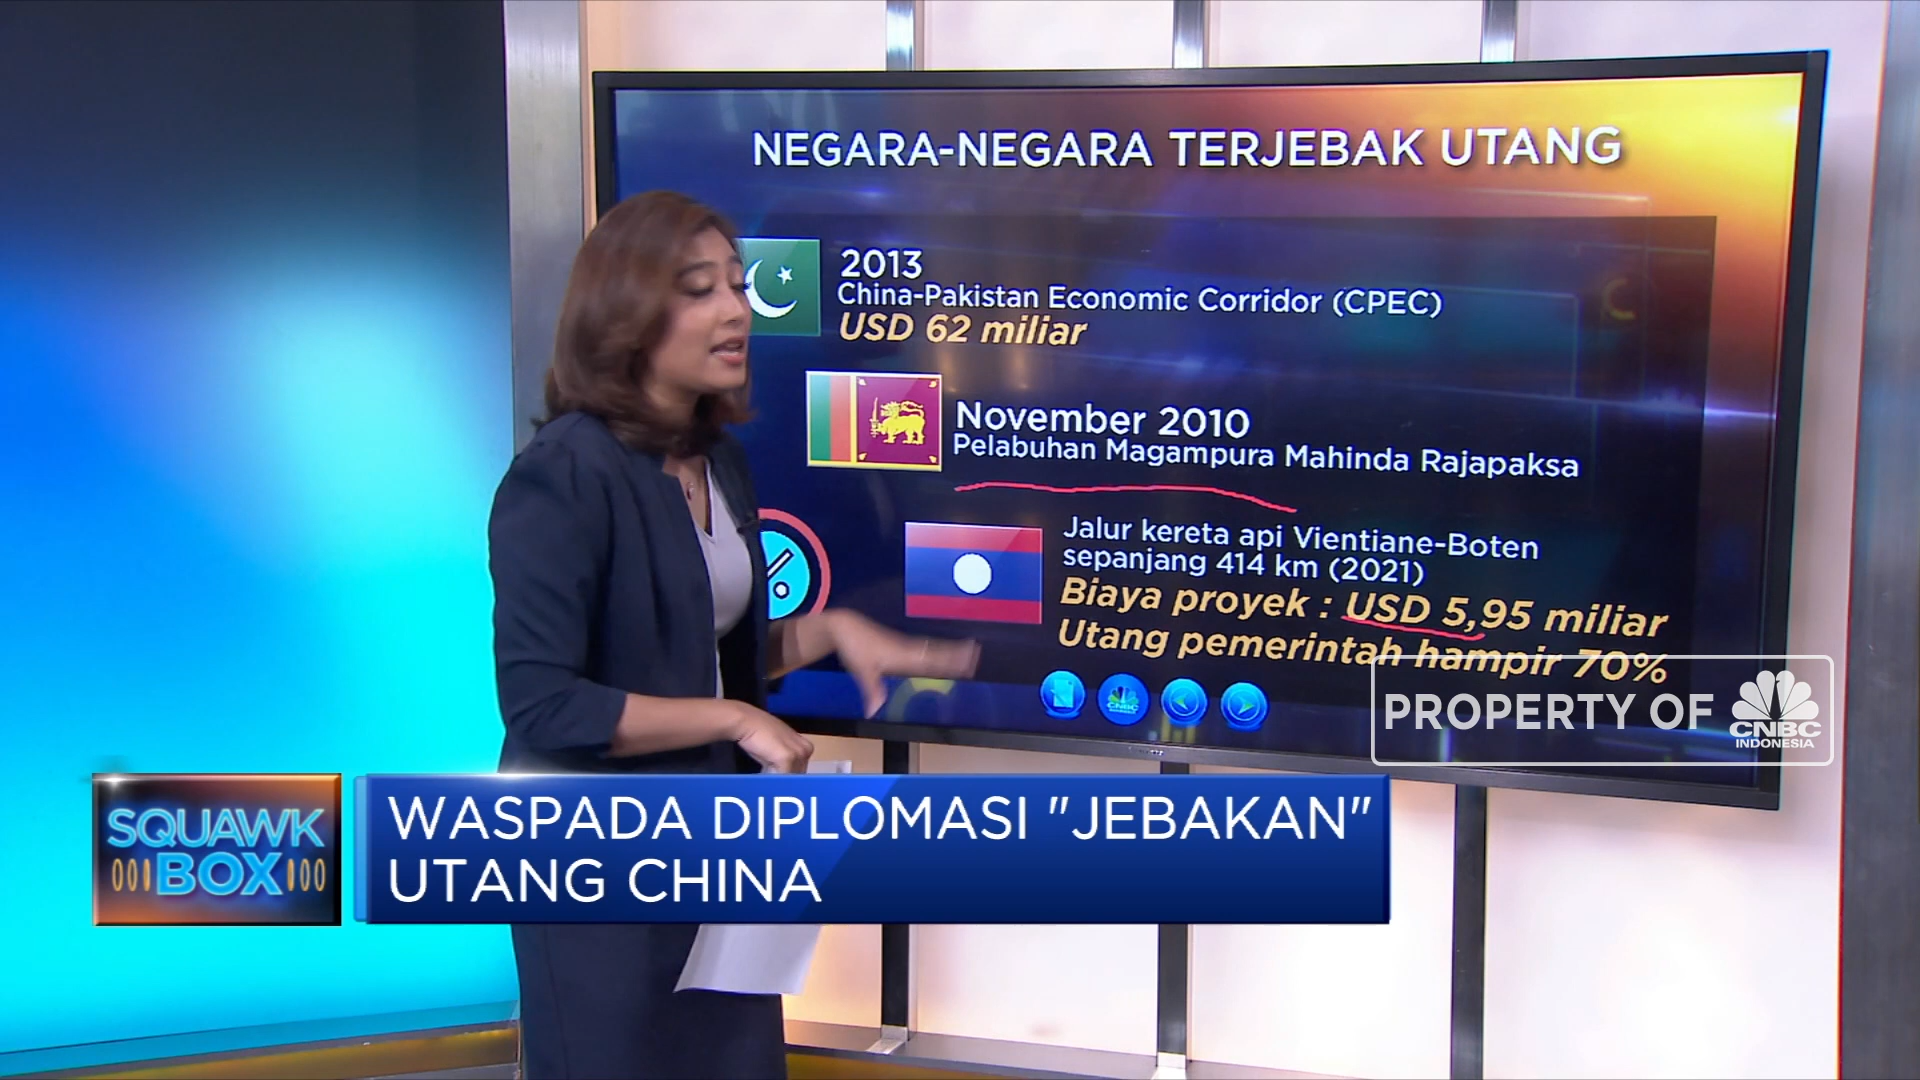 NEGARA-NEGARA TERJEBAK UTANG
2013
China-Pakistan Economic Corridor (CPEC)
USD 62 miliar
November 2010
Pelabuhan Magampura Mahinda Rajapaksa
Jalur kereta api Vientiane-Boten
sepanjang 414 km (2021)
Biaya proyek : USD 5,95 miliar
Utang pemerintah hampir 70%
%
CNBC
PROPERTY OF
CNBC
INDONESIA
SQUAWK
BOX
WASPADA DIPLOMASI "JEBAKAN"
UTANG CHINA